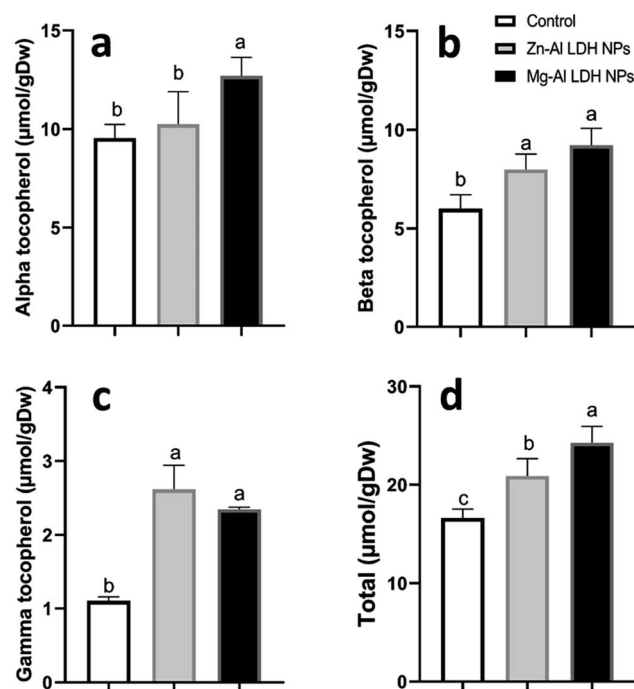 a
Alpha tocopherol (µmol/gDw)
15
10
5
0
b
b
a
b
Control
Zn-Al LDH NPs
Mg-Al LDH NPs
Beta tocopherol (µmol/gDw)
15
10
5
0
b
a
a
c
Gamma tocopherol (µmol/gDw)
4
3
2
1
0
b
a
a
d
Total (µmol/gDw)
30
20
10
0
c
b
a